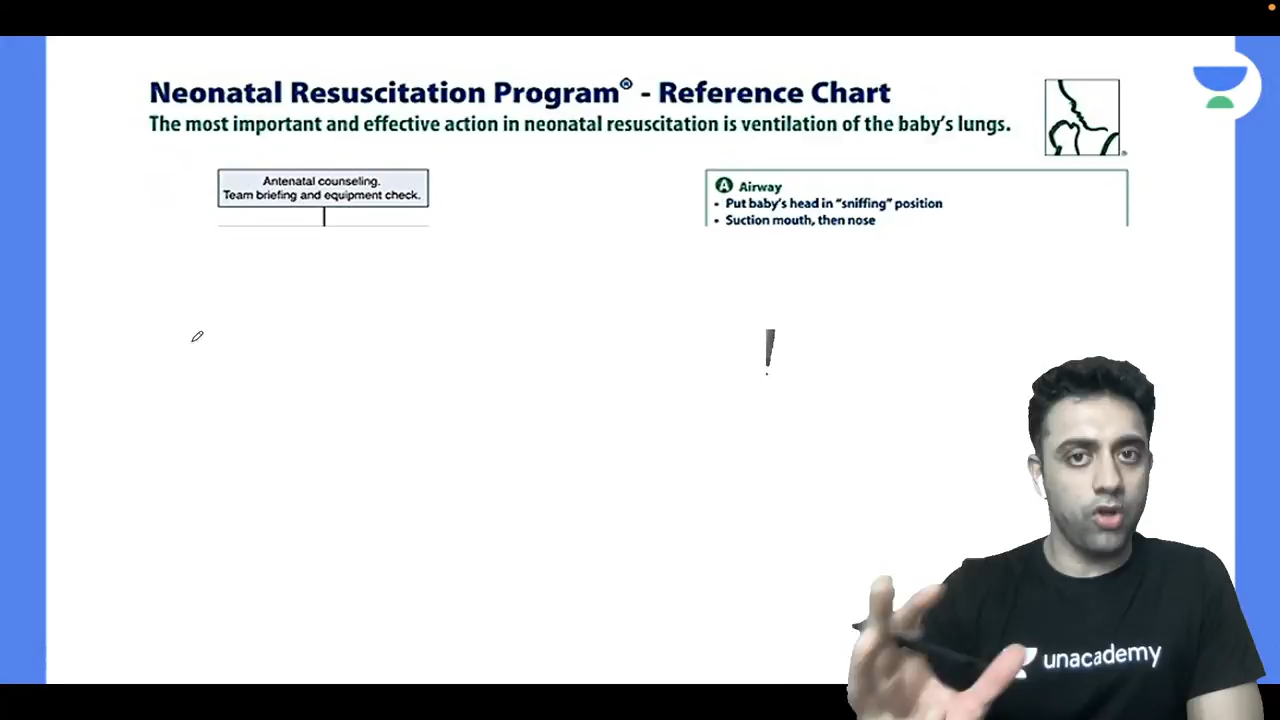 Neonatal Resuscitation Program® - Reference Chart
The most important and effective action in neonatal resuscitation is ventilation of the baby's lungs.
Antenatal counseling.
Team briefing and equipment check.
A Airway
• Put baby's head in "sniffing" position
• Suction mouth, then nose
unacademy